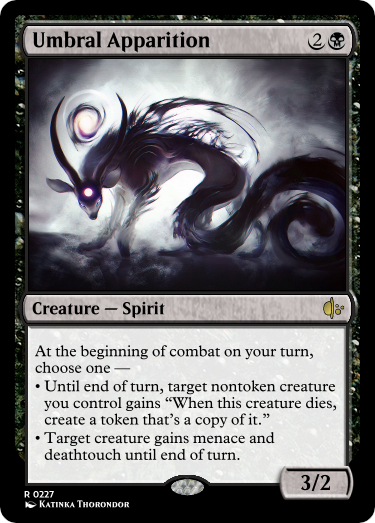 Umbral Apparition 2
Creature — Spirit
At the beginning of combat on your turn,
choose one —
• Until end of turn, target nontoken creature
you control gains “When this creature dies,
create a token that’s a copy of it.”
• Target creature gains menace and
deathtouch until end of turn.
3/2
R 0227
Katinka Thorondor